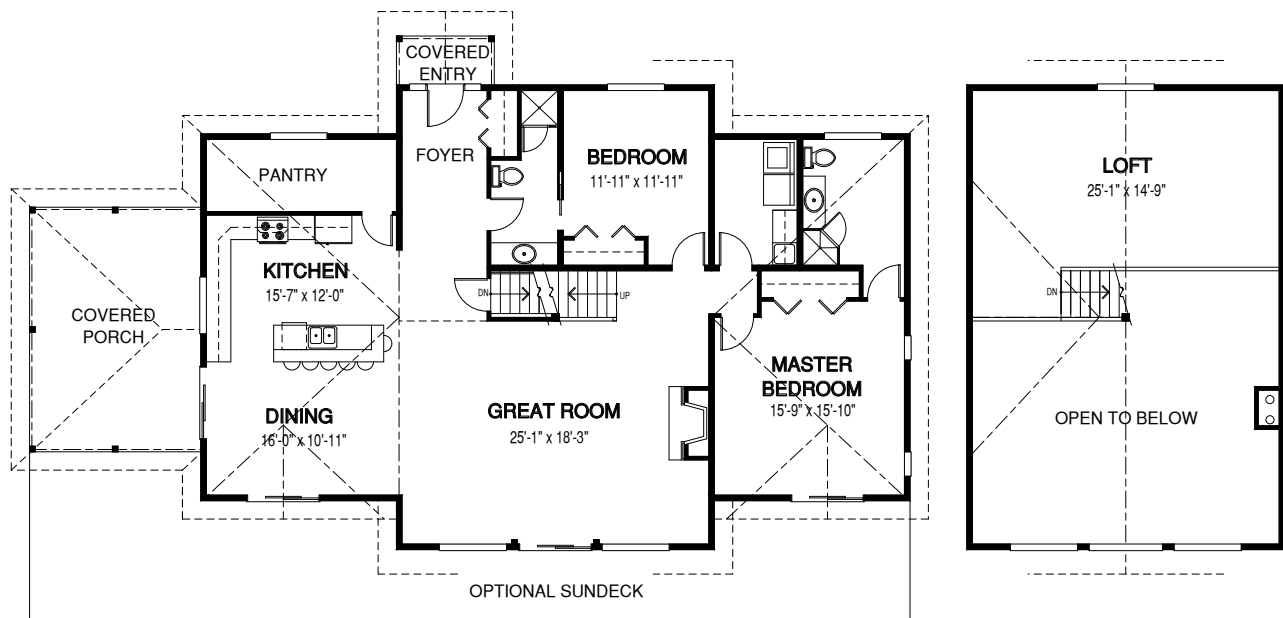 COVERED
ENTRY
FOYER
PANTRY
BEDROOM
11'-11" x 11'-11"
KITCHEN
15'-7" x 12'-0"
COVERED
PORCH
DN
UP
MASTER
BEDROOM
15'-9" x 15'-10"
DINING
16'-0" x 10'-11"
GREAT ROOM
25'-1" x 18'-3"
OPTIONAL SUNDECK
LOFT
25'-1" x 14'-9"
DN
OPEN TO BELOW